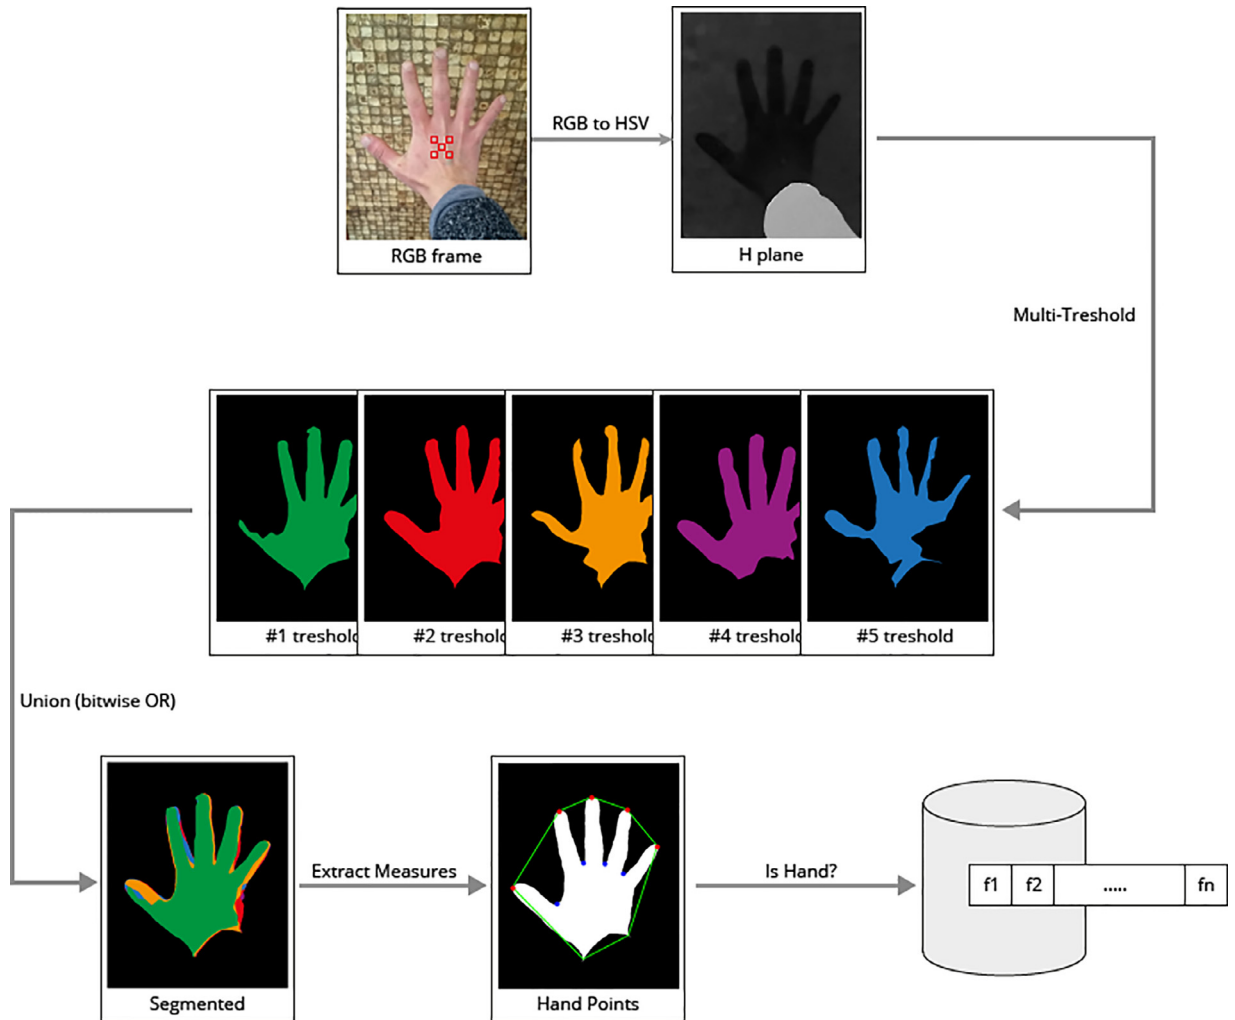 RGB to HSV
RGB frame
H plane
Multi-Treshold
#1 treshold
#2 treshold
#3 treshold
#4 treshold
#5 treshold
Union (bitwise OR)
Extract Measures
Is Hand?
f1 f2 ..... fn
Segmented
Hand Points